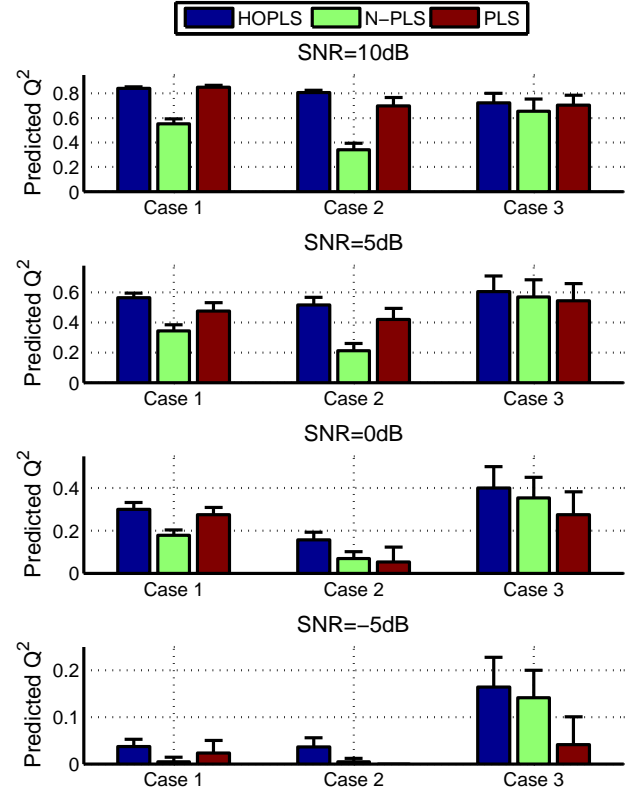 HOPLS N−PLS PLS
SNR=10dB
Predicted Q²
0.8
0.6
0.4
0.2
0
Case 1 Case 2 Case 3
SNR=5dB
Predicted Q²
0.6
0.4
0.2
0
Case 1 Case 2 Case 3
SNR=0dB
Predicted Q²
0.4
0.2
0
Case 1 Case 2 Case 3
SNR=−5dB
Predicted Q²
0.2
0.1
0
Case 1 Case 2 Case 3